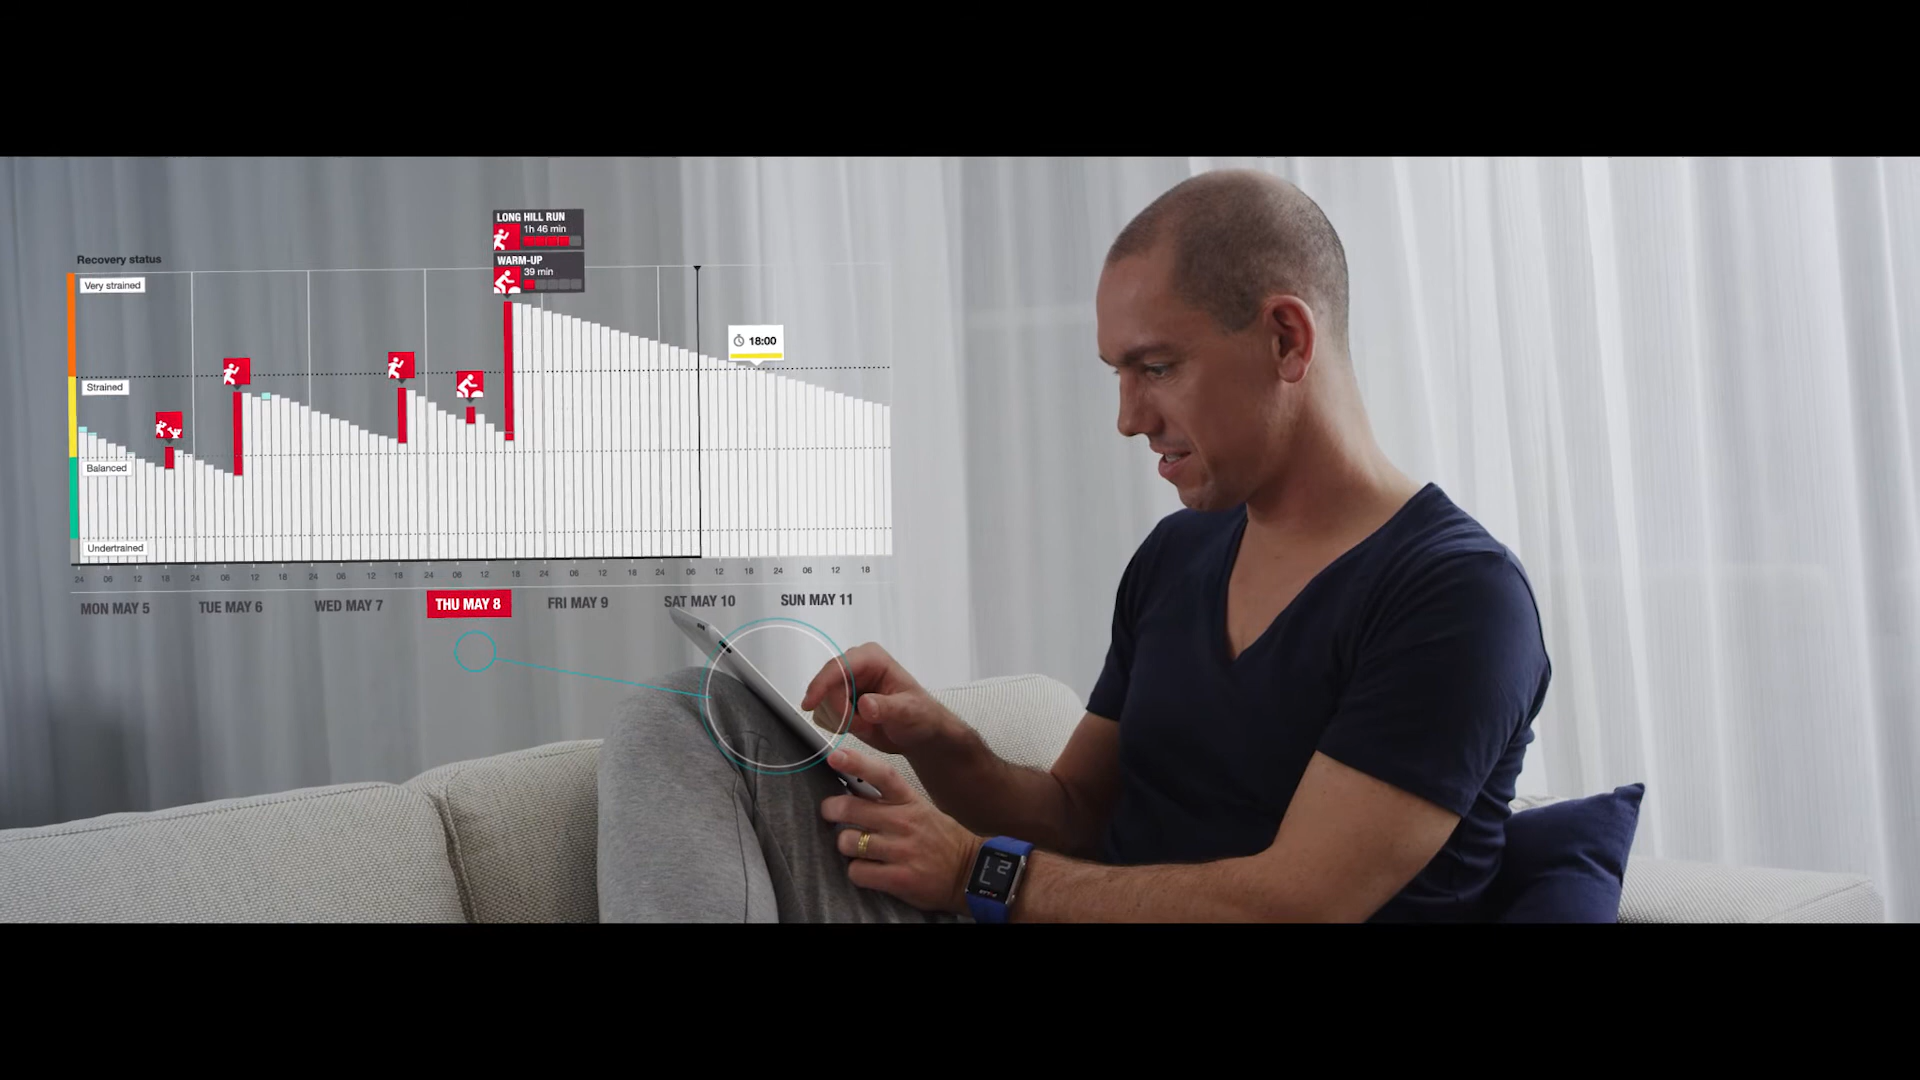 LONG HILL RUN
1h 46 min
WARM-UP
39 min
Recovery status
Very strained
18:00
Strained
Balanced
Undertrained
24 06 12 18 24 06 12 18 24 06 12 18 24 06 12 18 24 06 12 18 24 06 12 18 24 06 12 18
MON MAY 5 TUE MAY 6 WED MAY 7 THU MAY 8 FRI MAY 9 SAT MAY 10 SUN MAY 11